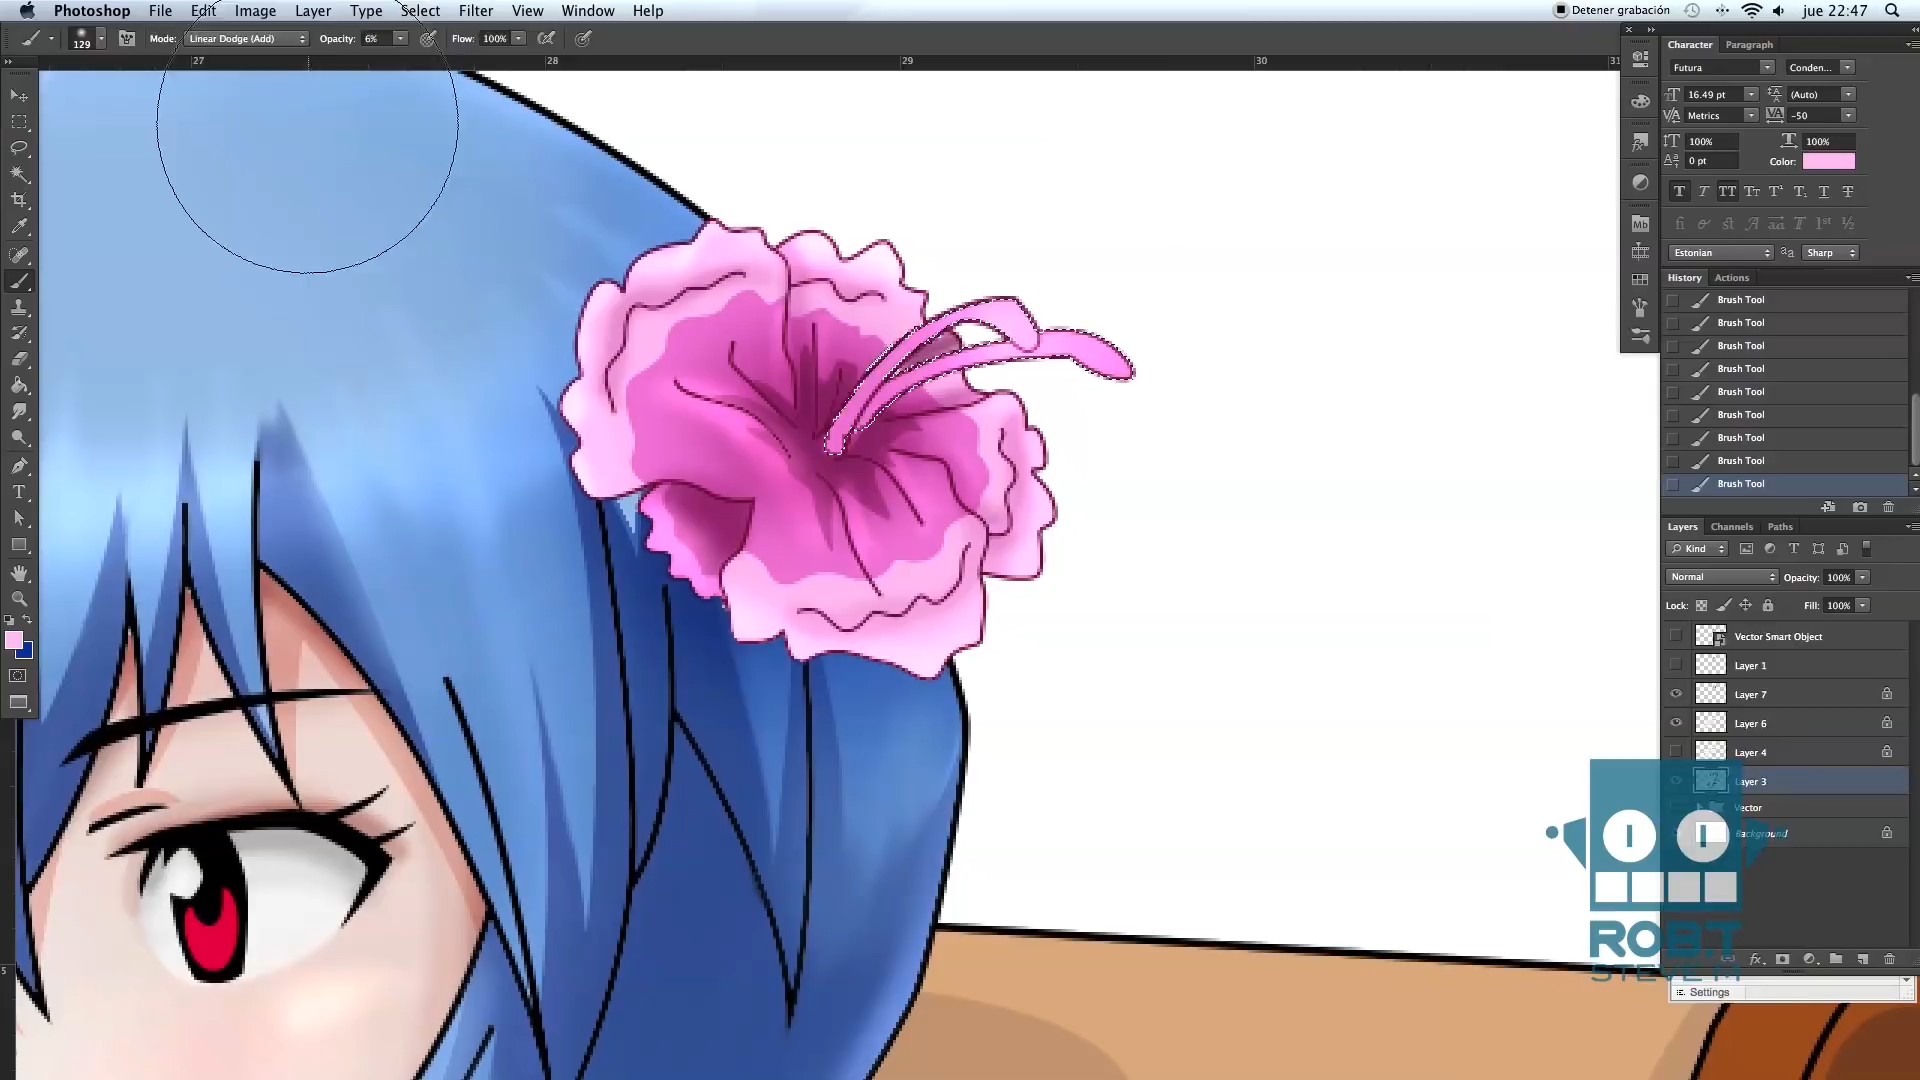 Photoshop File Edit Image Layer Type Select Filter View Window Help
Detener grabación
jue 22:47
129
Mode: Linear Dodge (Add)
Opacity: 6%
Flow: 100%
27 28 29 30 31
Character Paragraph
Futura Conden...
16.49 pt (Auto)
Metrics -50
100% 100%
0 pt Color:
Estonian Sharp
History Actions
Brush Tool
Brush Tool
Brush Tool
Brush Tool
Brush Tool
Brush Tool
Brush Tool
Brush Tool
Brush Tool
Layers Channels Paths
Kind
Normal Opacity: 100%
Lock: Fill: 100%
Vector Smart Object
Layer 1
Layer 7
Layer 6
Layer 4
Layer 3
Vector
Background
ROB.T
STEVE M
Settings